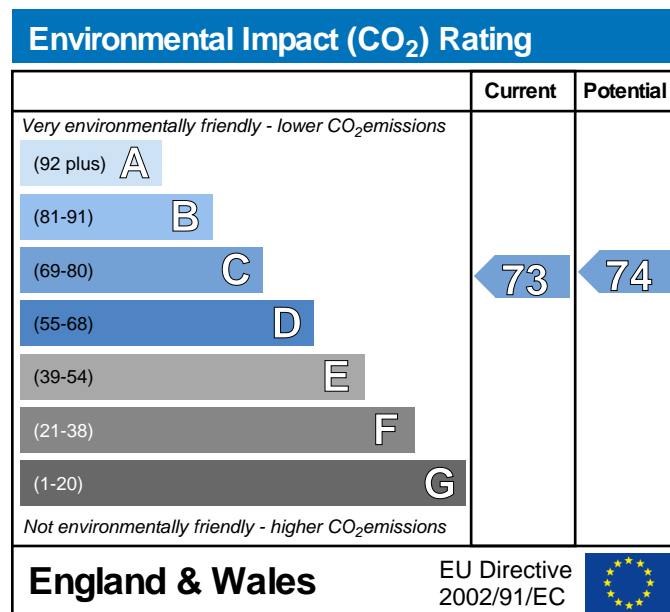 Environmental Impact (CO₂) Rating
Current Potential
Very environmentally friendly - lower CO₂emissions
(92 plus) A
(81-91) B
(69-80) C
73 74
(55-68) D
(39-54) E
(21-38) F
(1-20) G
Not environmentally friendly - higher CO₂emissions
England & Wales
EU Directive
2002/91/EC